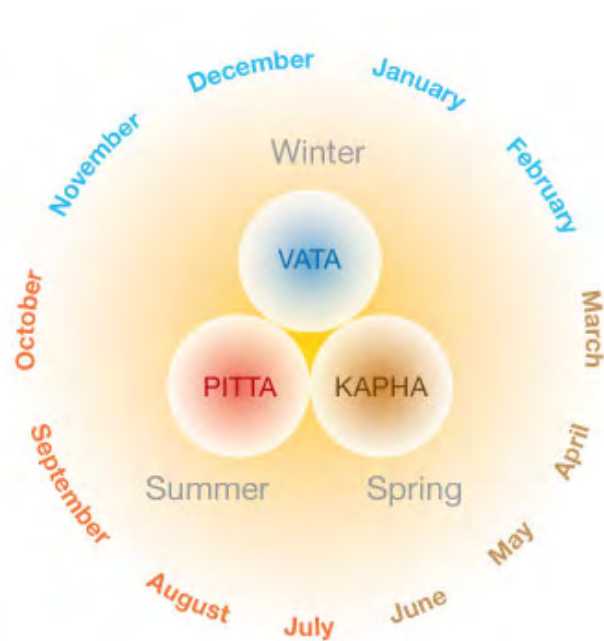 December
January
November
February
Winter
VATA
October
March
PITTA
KAPHA
September
April
Summer
Spring
May
August
June
July